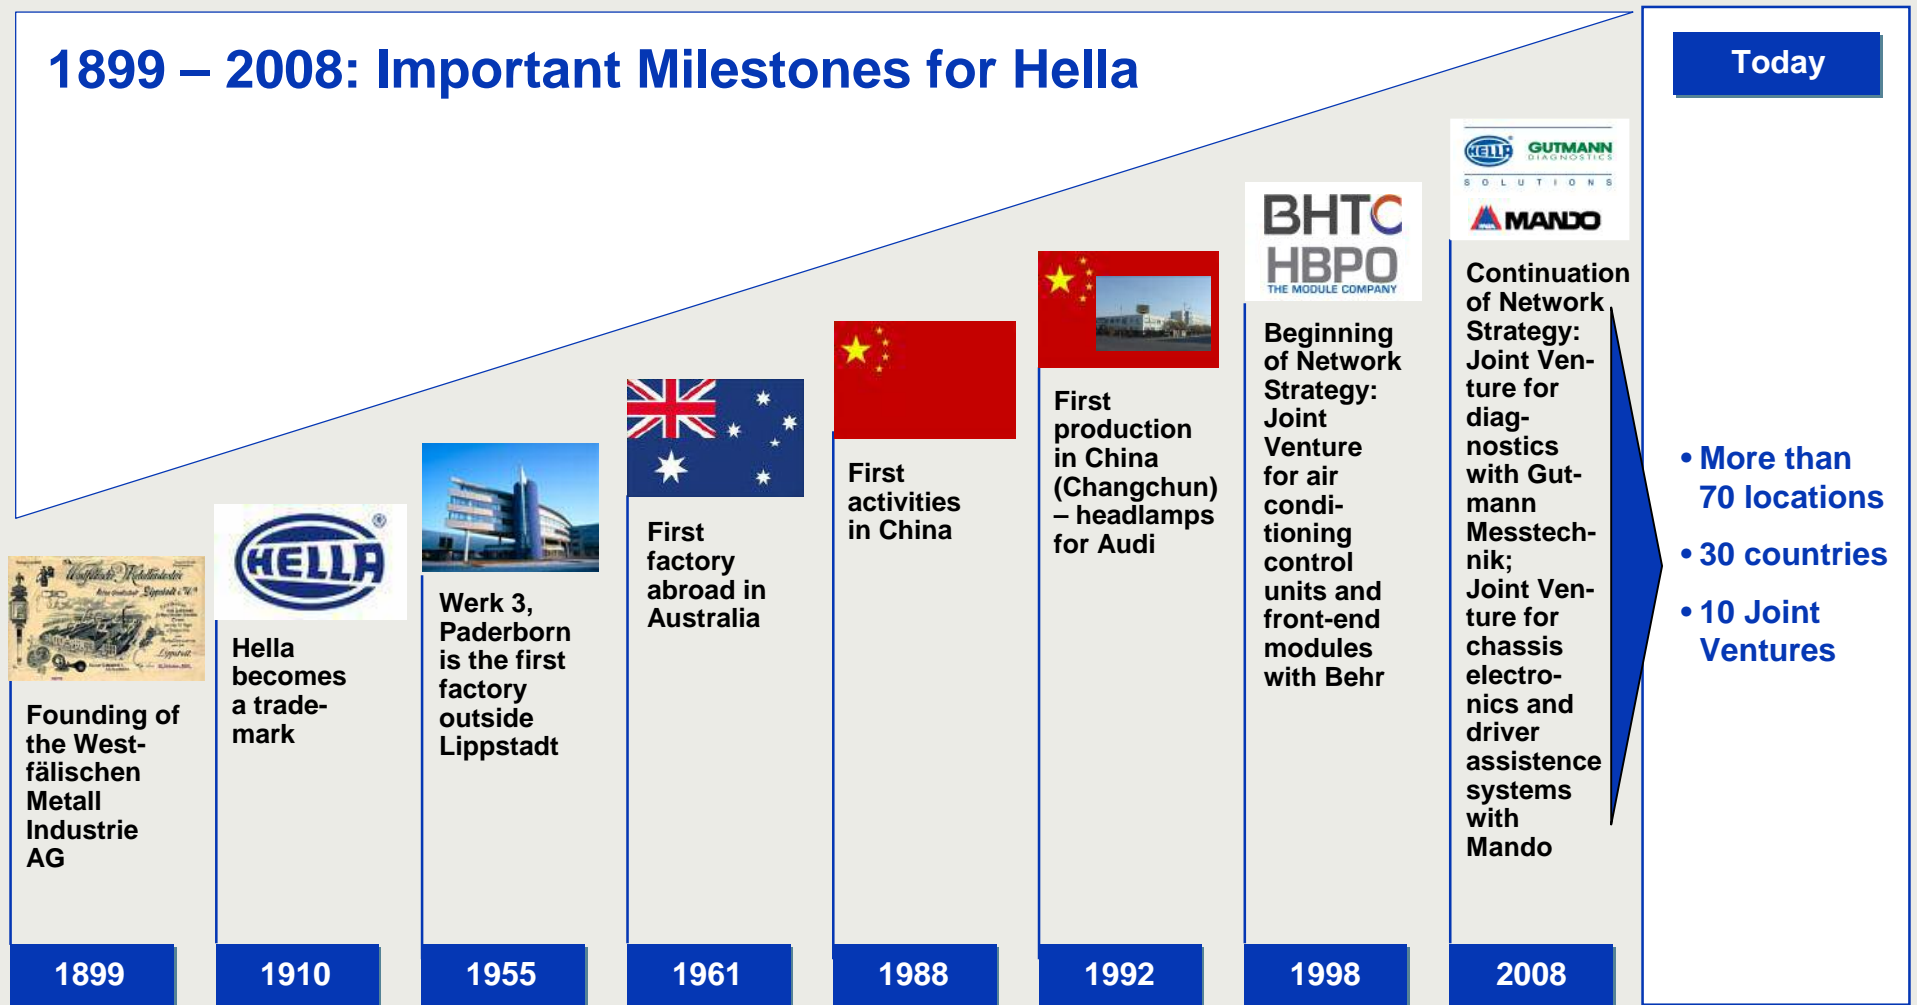 1899 – 2008: Important Milestones for Hella
Today
Westfälische Metallindustrie
Lippstadt
Founding of
the West-
fälischen
Metall
Industrie
AG
1899
HELLA
®
Hella
becomes
a trade-
mark
1910
Werk 3,
Paderborn
is the first
factory
outside
Lippstadt
1955
First
factory
abroad in
Australia
1961
First
activities
in China
1988
First
production
in China
(Changchun)
– headlamps
for Audi
1992
BHTC
HBPO
THE MODULE COMPANY
Beginning
of Network
Strategy:
Joint
Venture
for air
condi-
tioning
control
units and
front-end
modules
with Behr
1998
HELLA GUTMANN
DIAGNOSTICS
SOLUTIONS
MANDO
Continuation
of Network
Strategy:
Joint Ven-
ture for
diag-
nostics
with Gut-
mann
Messtech-
nik;
Joint Ven-
ture for
chassis
electro-
nics and
driver
assistence
systems
with
Mando
2008
• More than
70 locations
• 30 countries
• 10 Joint
Ventures